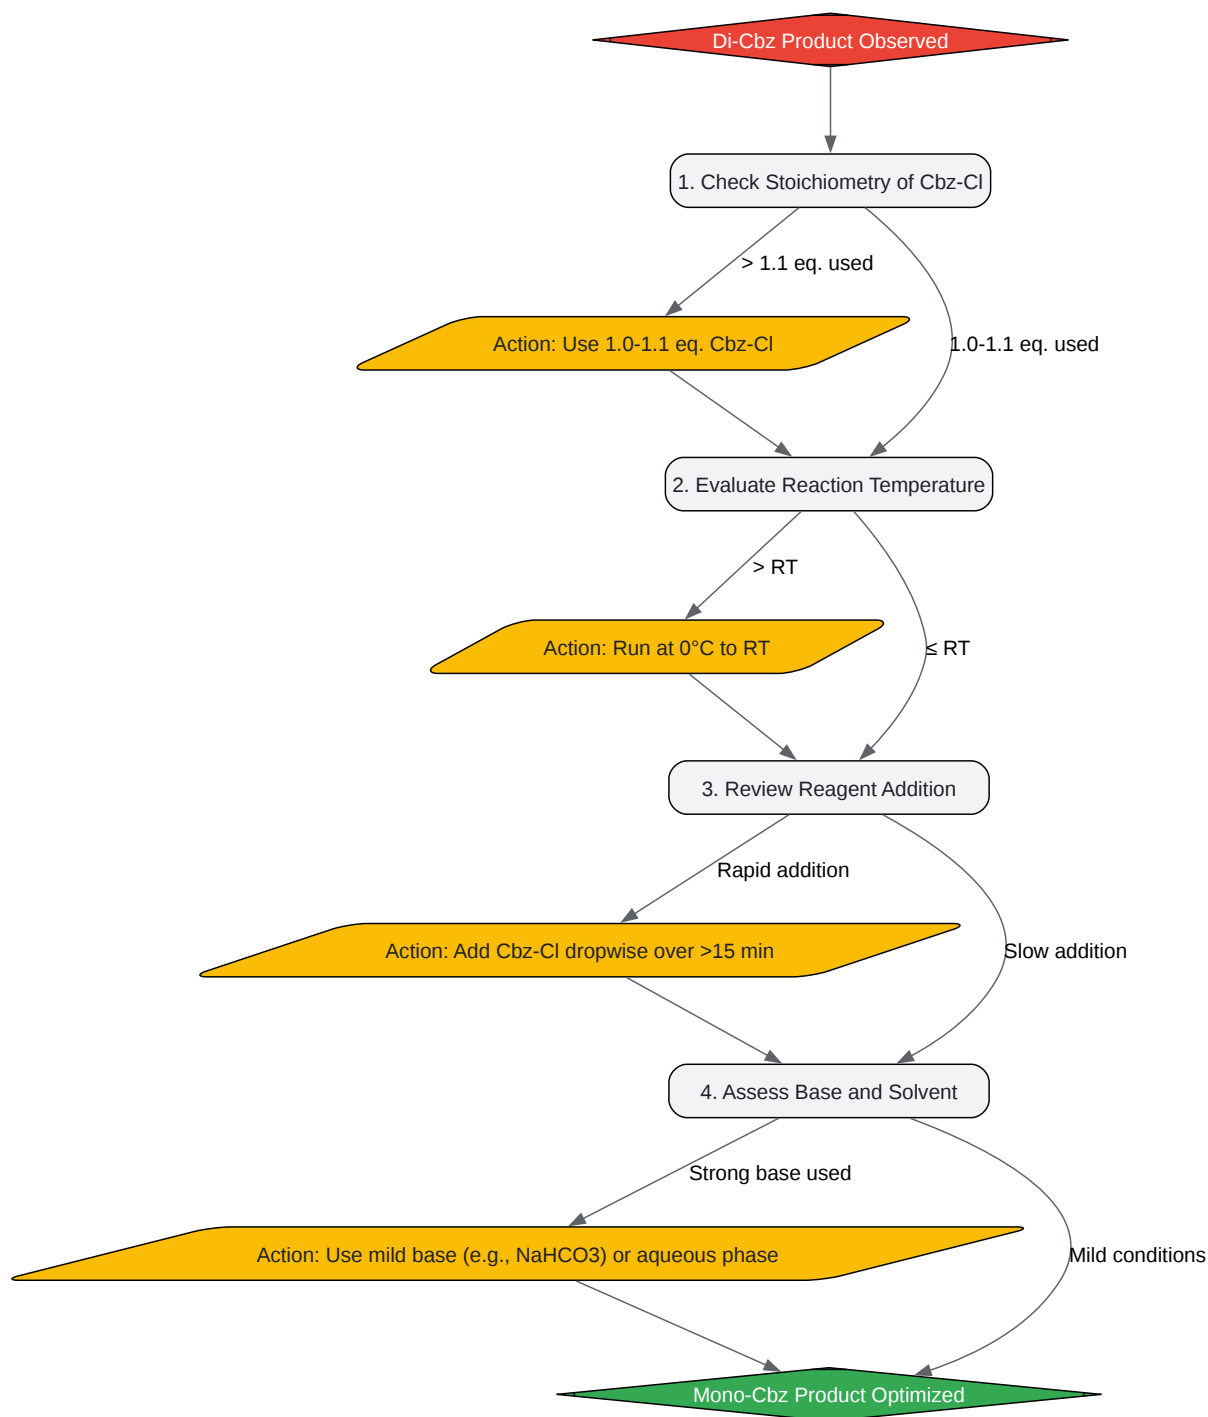 Di-Cbz Product Observed
1. Check Stoichiometry of Cbz-Cl
> 1.1 eq. used
Action: Use 1.0-1.1 eq. Cbz-Cl
1.0-1.1 eq. used
2. Evaluate Reaction Temperature
> RT
Action: Run at 0°C to RT
≤ RT
3. Review Reagent Addition
Rapid addition
Action: Add Cbz-Cl dropwise over >15 min
Slow addition
4. Assess Base and Solvent
Strong base used
Action: Use mild base (e.g., NaHCO3) or aqueous phase
Mild conditions
Mono-Cbz Product Optimized